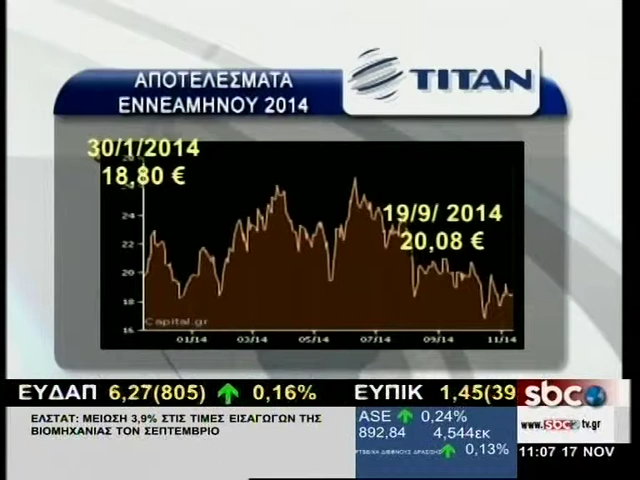 ΑΠΟΤΕΛΕΣΜΑΤΑ
ΕΝΝΕΑΜΗΝΟΥ 2014
TITAN
30/1/2014
18,80 €
19/9/ 2014
20,08 €
24
22
20
18
16
Capital.gr
01/14
03/14
05/14
07/14
09/14
11/14
ΕΥΔΑΠ 6,27(805) 0,16% ΕΥΠΙΚ 1,45(39
sbc
ΕΛΣΤΑΤ: ΜΕΙΩΣΗ 3,9% ΣΤΙΣ ΤΙΜΕΣ ΕΙΣΑΓΩΓΩΝ ΤΗΣ
ΒΙΟΜΗΧΑΝΙΑΣ ΤΟΝ ΣΕΠΤΕΜΒΡΙΟ
ASE 0,24%
892,84 4,544εκ
0,13%
www.sbctv.gr
11:07 17 NOV